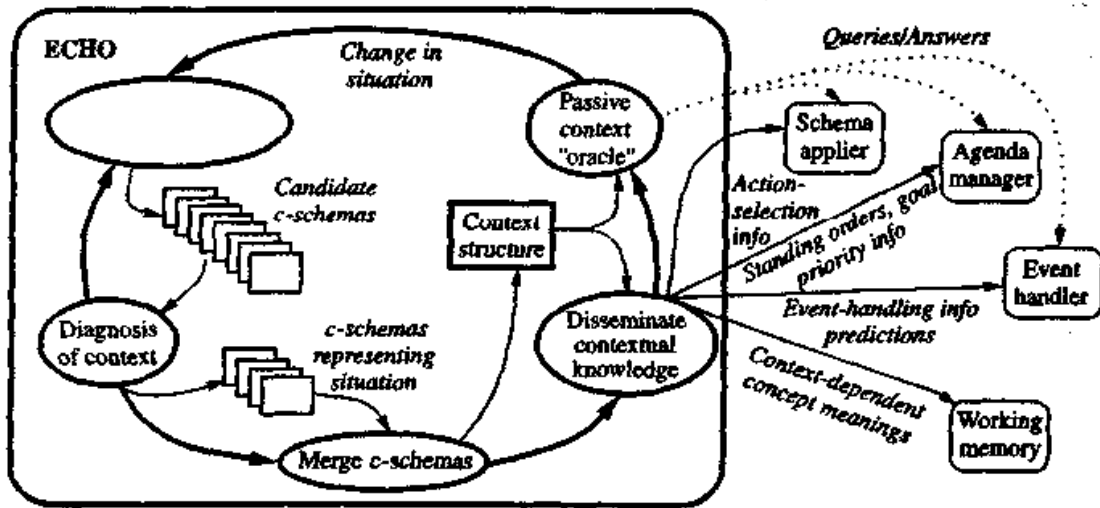 ECHO
Change in
situation
Queries/Answers
Passive
context
"oracle"
Schema
applier
Agenda
manager
Candidate
c-schemas
Action-
selection
info
Context
structure
Standing orders, goal
priority info
Event
handler
Diagnosis
of context
c-schemas
representing
situation
Disseminate
contextual
knowledge
Event-handling info
predictions
Context-dependent
concept meanings
Working
memory
Merge c-schemas